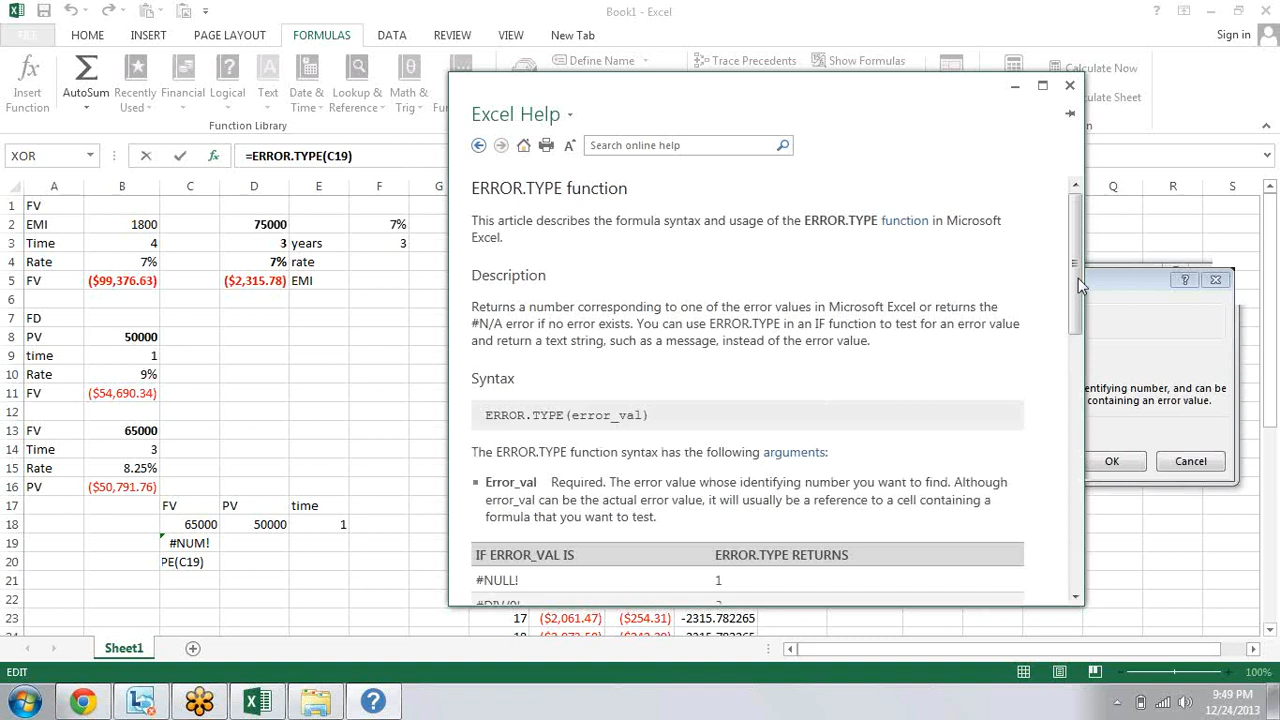 Book1 - Excel
Sign in
HOME INSERT PAGE LAYOUT FORMULAS DATA REVIEW VIEW New Tab
Insert Function
AutoSum
Recently Used
Financial
Logical
Text
Date & Time
Lookup & Reference
Math & Trig
Define Name
Trace Precedents
Show Formulas
Calculate Now
Function Library
XOR
=ERROR.TYPE(C19)
A B C D E F G Q R S
1 FV
2 EMI 1800 75000 7%
3 Time 4 3 years 3
4 Rate 7% 7% rate
5 FV ($99,376.63) ($2,315.78) EMI
6
7 FD
8 PV 50000
9 time 1
10 Rate 9%
11 FV ($54,690.34)
12
13 FV 65000
14 Time 3
15 Rate 8.25%
16 PV ($50,791.76)
17 FV PV time
18 65000 50000 1
19 #NUM!
20 PE(C19)
21
22
23 17 ($2,061.47) ($254.31) -2315.782265
Excel Help
Search online help
ERROR.TYPE function
This article describes the formula syntax and usage of the ERROR.TYPE function in Microsoft
Excel.
Description
Returns a number corresponding to one of the error values in Microsoft Excel or returns the
#N/A error if no error exists. You can use ERROR.TYPE in an IF function to test for an error value
and return a text string, such as a message, instead of the error value.
Syntax
ERROR.TYPE(error_val)
The ERROR.TYPE function syntax has the following arguments:
Error_val Required. The error value whose identifying number you want to find. Although
error_val can be the actual error value, it will usually be a reference to a cell containing a
formula that you want to test.
IF ERROR_VAL IS ERROR.TYPE RETURNS
#NULL! 1
entifying number, and can be
containing an error value.
OK Cancel
Sheet1
EDIT
100%
9:49 PM
12/24/2013